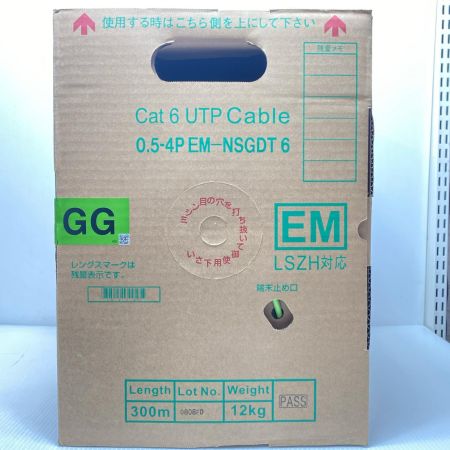 使用する時はこちら側を上にして下さい
残量メモ
Cat 6 UTP Cable
0.5-4P EM-NSGDT 6
GG
ミシン目の穴を打ち抜いて御使用下さい
EM
LSZH対応
レングスマークは
残量表示です。
端末止め口
Length Lot No. Weight
300m 12kg
PASS